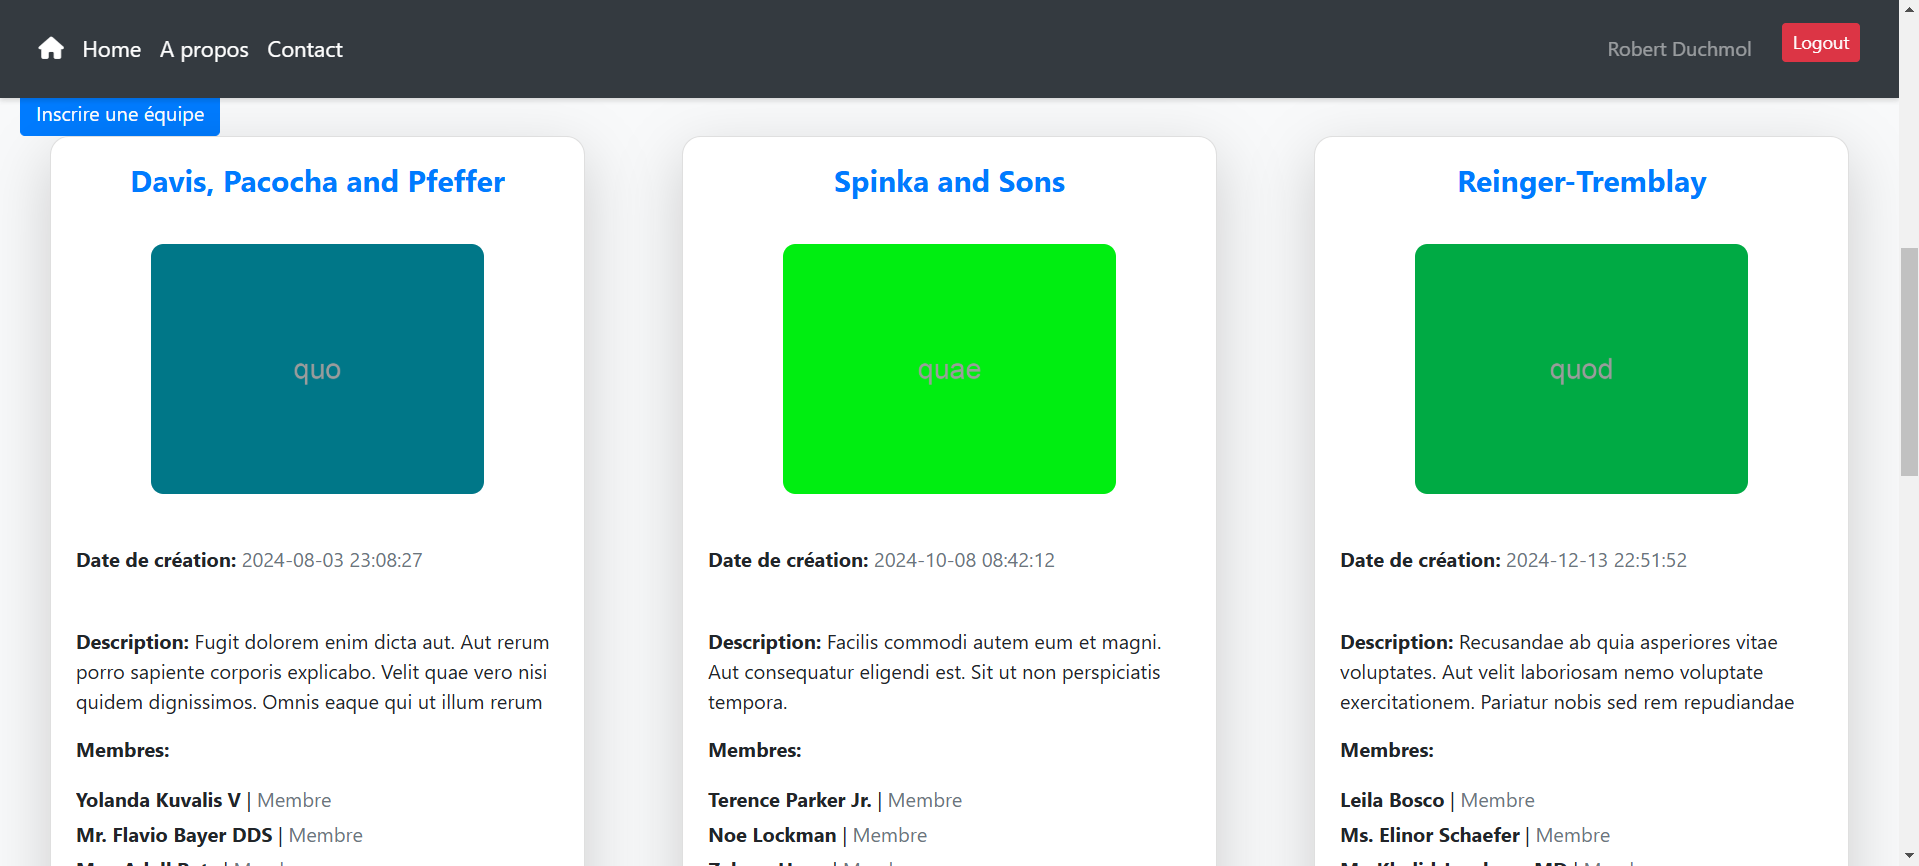 Home A propos Contact Robert Duchmol Logout
Inscrire une équipe
Davis, Pacocha and Pfeffer
quo
Date de création: 2024-08-03 23:08:27
Description: Fugit dolorem enim dicta aut. Aut rerum
porro sapiente corporis explicabo. Velit quae vero nisi
quidem dignissimos. Omnis eaque qui ut illum rerum
Membres:
Yolanda Kuvalis V | Membre
Mr. Flavio Bayer DDS | Membre
Spinka and Sons
quae
Date de création: 2024-10-08 08:42:12
Description: Facilis commodi autem eum et magni.
Aut consequatur eligendi est. Sit ut non perspiciatis
tempora.
Membres:
Terence Parker Jr. | Membre
Noe Lockman | Membre
Reinger-Tremblay
quod
Date de création: 2024-12-13 22:51:52
Description: Recusandae ab quia asperiores vitae
voluptates. Aut velit laboriosam nemo voluptate
exercitationem. Pariatur nobis sed rem repudiandae
Membres:
Leila Bosco | Membre
Ms. Elinor Schaefer | Membre